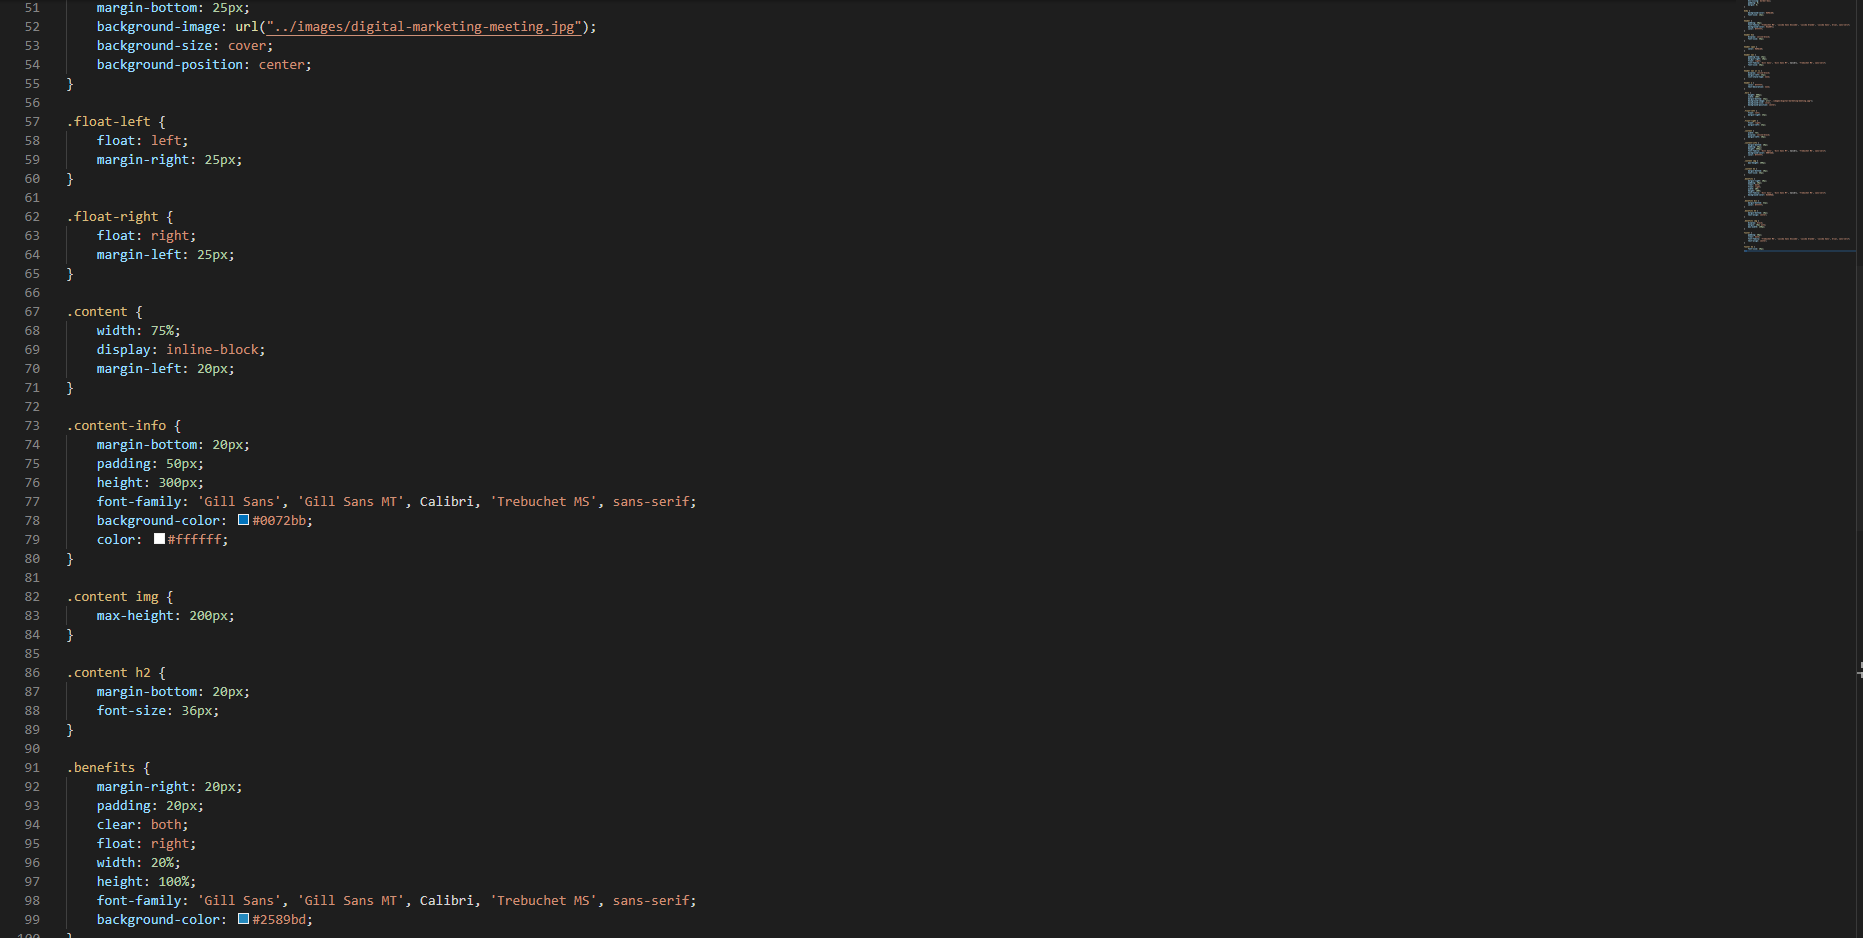 51 margin-bottom: 25px;
52 background-image: url("../images/digital-marketing-meeting.jpg");
53 background-size: cover;
54 background-position: center;
55 }
56
57 .float-left {
58 float: left;
59 margin-right: 25px;
60 }
61
62 .float-right {
63 float: right;
64 margin-left: 25px;
65 }
66
67 .content {
68 width: 75%;
69 display: inline-block;
70 margin-left: 20px;
71 }
72
73 .content-info {
74 margin-bottom: 20px;
75 padding: 50px;
76 height: 300px;
77 font-family: 'Gill Sans', 'Gill Sans MT', Calibri, 'Trebuchet MS', sans-serif;
78 background-color: #0072bb;
79 color: #ffffff;
80 }
81
82 .content img {
83 max-height: 200px;
84 }
85
86 .content h2 {
87 margin-bottom: 20px;
88 font-size: 36px;
89 }
90
91 .benefits {
92 margin-right: 20px;
93 padding: 20px;
94 clear: both;
95 float: right;
96 width: 20%;
97 height: 100%;
98 font-family: 'Gill Sans', 'Gill Sans MT', Calibri, 'Trebuchet MS', sans-serif;
99 background-color: #2589bd;
100 }